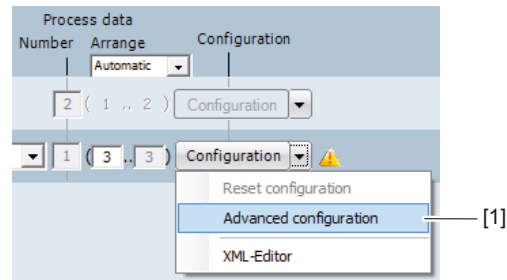 Process data
Number Arrange Configuration
Automatic
2 ( 1 .. 2 ) Configuration
1 ( 3 .. 3 ) Configuration
Reset configuration
Advanced configuration [1]
XML-Editor